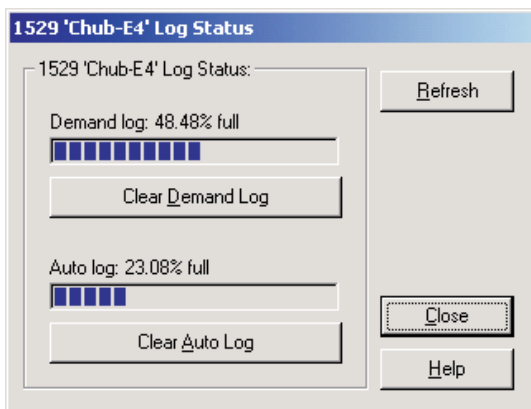 1529 'Chub-E4' Log Status
1529 'Chub-E4' Log Status:
Refresh
Demand log: 48.48% full
Clear Demand Log
Auto log: 23.08% full
Clear Auto Log
Close
Help